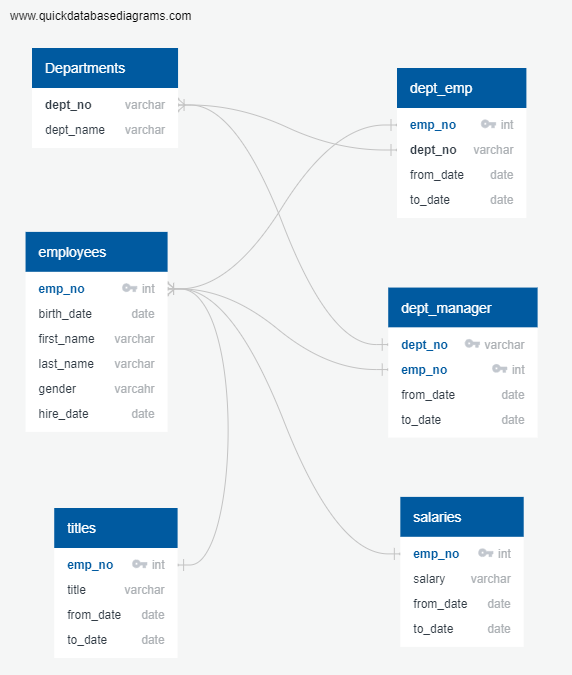 www.quickdatabasediagrams.com
Departments
dept_no varchar
dept_name varchar
dept_emp
emp_no int
dept_no varchar
from_date date
to_date date
employees
emp_no int
birth_date date
first_name varchar
last_name varchar
gender varcahr
hire_date date
dept_manager
dept_no varchar
emp_no int
from_date date
to_date date
titles
emp_no int
title varchar
from_date date
to_date date
salaries
emp_no int
salary varchar
from_date date
to_date date